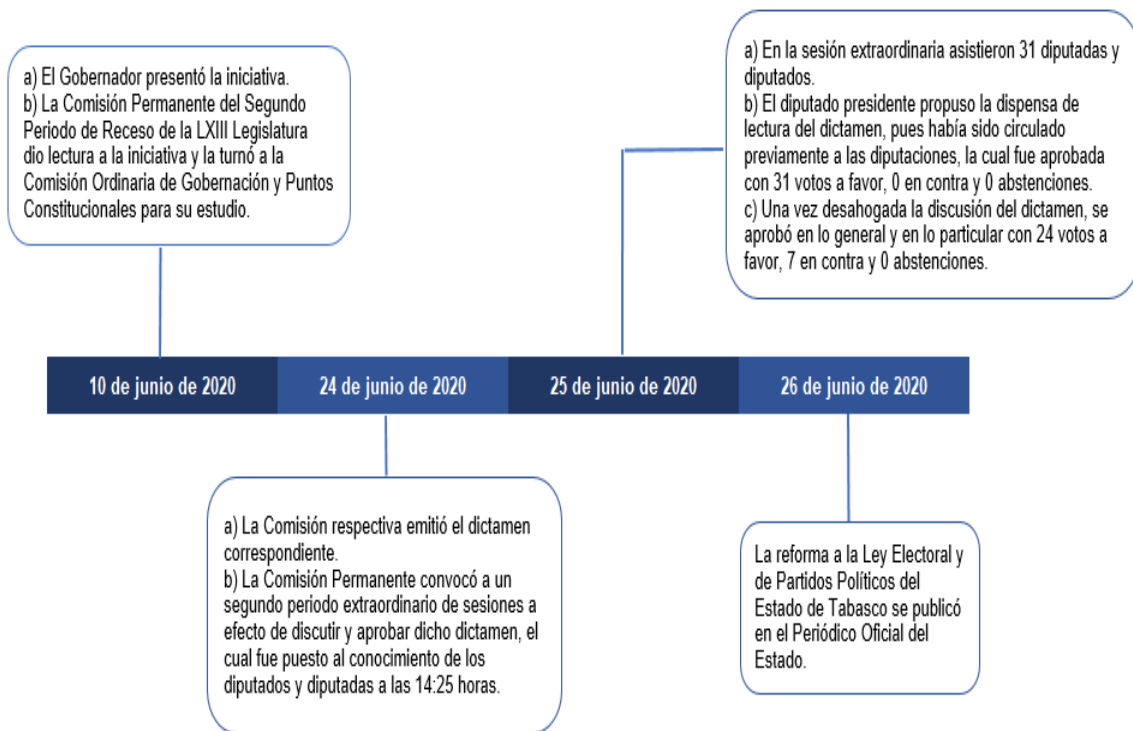 a) El Gobernador presentó la iniciativa.
b) La Comisión Permanente del Segundo
Periodo de Receso de la LXIII Legislatura
dio lectura a la iniciativa y la turnó a la
Comisión Ordinaria de Gobernación y Puntos
Constitucionales para su estudio.
a) En la sesión extraordinaria asistieron 31 diputadas y
diputados.
b) El diputado presidente propuso la dispensa de
lectura del dictamen, pues había sido circulado
previamente a las diputaciones, la cual fue aprobada
con 31 votos a favor, 0 en contra y 0 abstenciones.
c) Una vez desahogada la discusión del dictamen, se
aprobó en lo general y en lo particular con 24 votos a
favor, 7 en contra y 0 abstenciones.
10 de junio de 2020
24 de junio de 2020
25 de junio de 2020
26 de junio de 2020
a) La Comisión respectiva emitió el dictamen
correspondiente.
b) La Comisión Permanente convocó a un
segundo periodo extraordinario de sesiones a
efecto de discutir y aprobar dicho dictamen, el
cual fue puesto al conocimiento de los
diputados y diputadas a las 14:25 horas.
La reforma a la Ley Electoral y
de Partidos Políticos del
Estado de Tabasco se publicó
en el Periódico Oficial del
Estado.